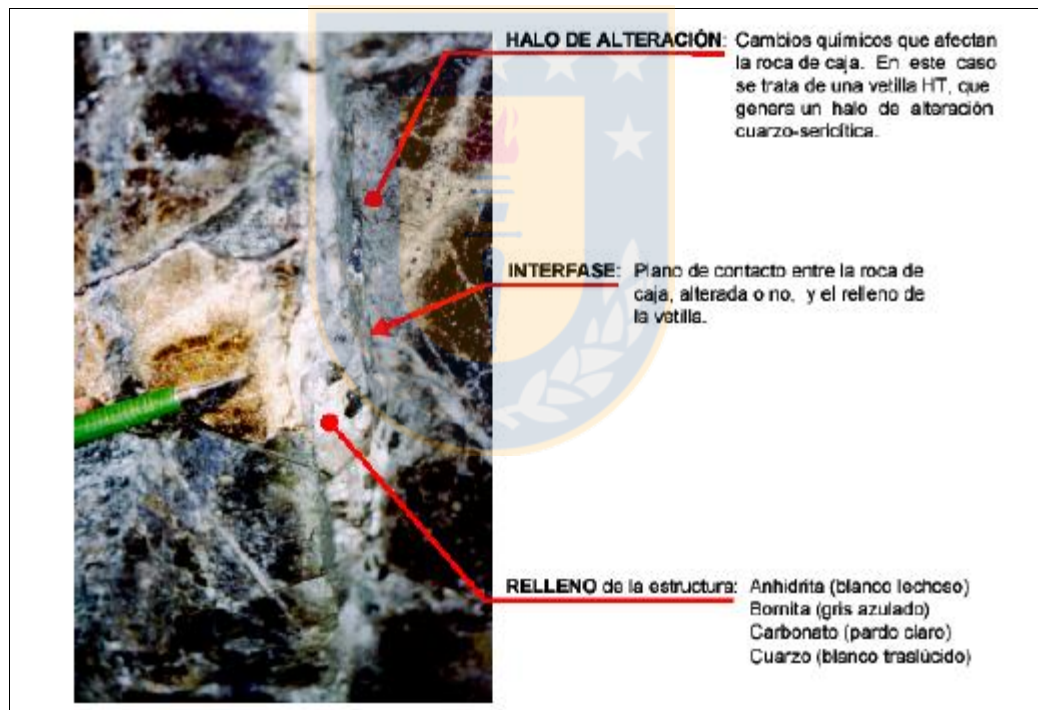 HALO DE ALTERACIÓN: Cambios químicos que afectan
la roca de caja. En este caso
se trata de una vetilla HT, que
genera un halo de alteración
cuarzo-sericítica.
INTERFASE: Plano de contacto entre la roca de
caja, alterada o no, y el relleno de
la vetilla.
RELLENO de la estructura: Anhidrita (blanco lechoso)
Bornita (gris azulado)
Carbonato (pardo claro)
Cuarzo (blanco traslúcido)